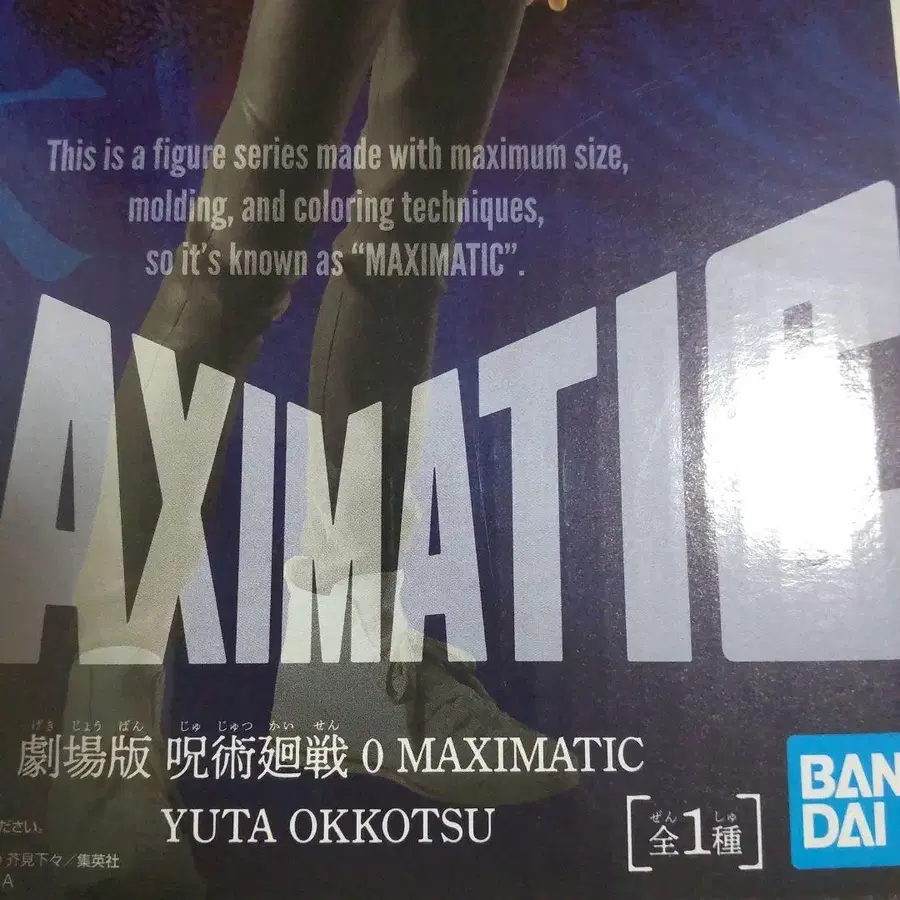 This is a figure series made with maximum size,
molding, and coloring techniques,
so it's known as “MAXIMATIC”.
AXIMATIC
げき じょう ばん じゅ じゅつ かい せん
劇場版 呪術廻戦 0 MAXIMATIC
YUTA OKKOTSU
ぜん しゅ
[全1種]
BAN
DAI
ださい。
芥見下々／集英社
A